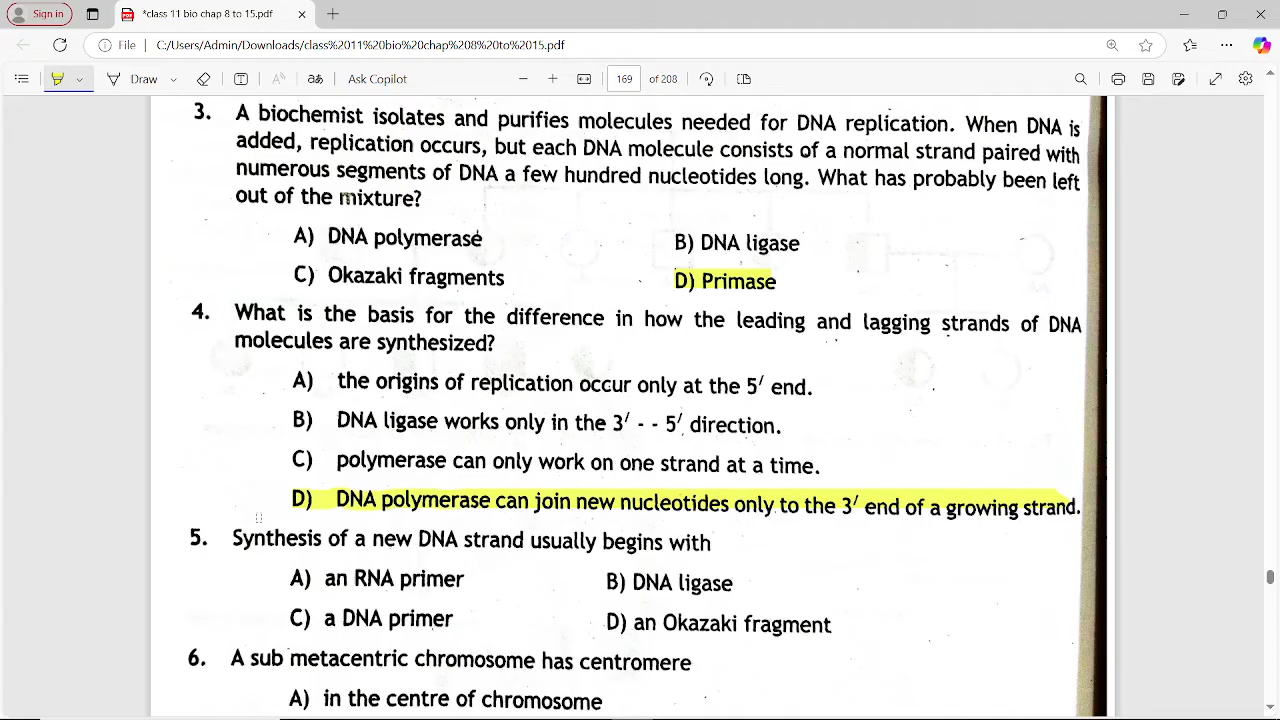 Sign in
*class 11 bio chap 8 to 15.pdf
File
C:/Users/Admin/Downloads/class%2011%20bio%20chap%208%20to%2015.pdf
Draw
Ask Copilot
169 of 208
3. A biochemist isolates and purifies molecules needed for DNA replication. When DNA is
added, replication occurs, but each DNA molecule consists of a normal strand paired with
numerous segments of DNA a few hundred nucleotides long. What has probably been left
out of the mixture?
A) DNA polymerase B) DNA ligase
C) Okazaki fragments D) Primase
4. What is the basis for the difference in how the leading and lagging strands of DNA
molecules are synthesized?
A) the origins of replication occur only at the 5′ end.
B) DNA ligase works only in the 3′ - - 5′ direction.
C) polymerase can only work on one strand at a time.
D) DNA polymerase can join new nucleotides only to the 3′ end of a growing strand.
5. Synthesis of a new DNA strand usually begins with
A) an RNA primer B) DNA ligase
C) a DNA primer D) an Okazaki fragment
6. A sub metacentric chromosome has centromere
A) in the centre of chromosome